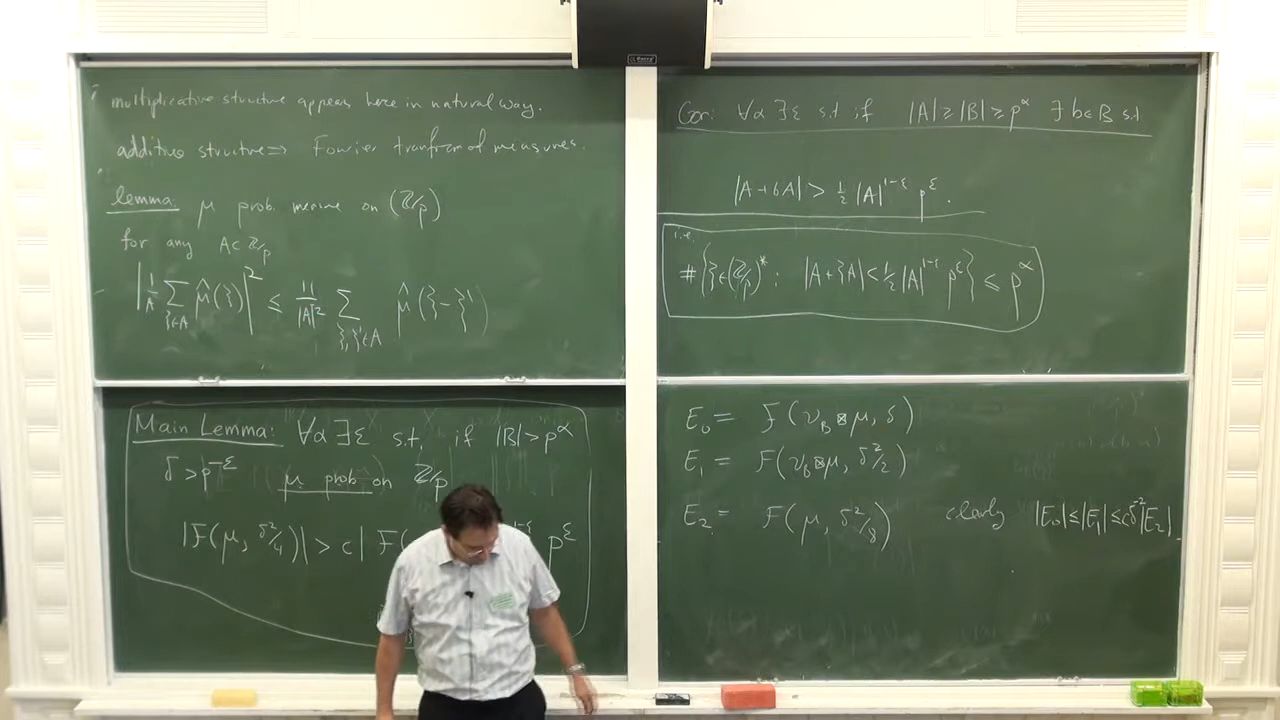 multiplicative structure appears here in natural way.
additive structure ⇒ Fourier tranform of measures.
lemma: μ prob. measure on (ℤ/p)
for any A⊂ ℤ/p
|1/A ∑_{ξ∈A} μ̂(ξ)|² ≤ 1/|A|² ∑_{ξ,ξ'∈A} μ̂(ξ-ξ')
Main Lemma: ∀α ∃ε s.t. if |B|>p^α
δ>p^{-ε} μ prob on ℤ/p
|F(μ, δ²/4)| > c| F( p^ε
Cor: ∀α ∃ε s.t if |A|≥|B|≥p^α ∃ b∈B st
|A+bA| > 1/2 |A|^{1-ε} p^ε.
i.e.
#{ξ∈(ℤ/p)^*: |A+ξA|<1/2|A|^{1-ε} p^ε} ≤ p^α
E₀ = F(ν_B⊠μ, δ)
E₁ = F(ν_B⊠μ, δ²/2)
E₂ = F(μ, δ²/8) clearly |E₀|≤|E₁|≤cδ^{-2}|E₂|